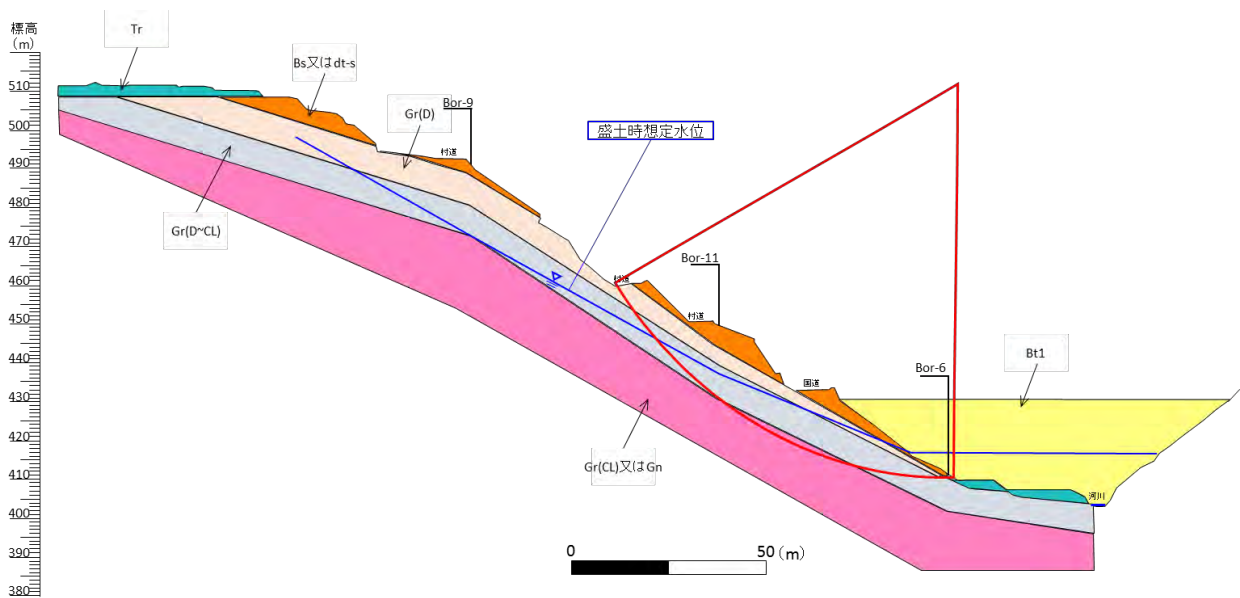 標高
(m)
Tr
Bs又はdt-s
Gr(D)
Bor-9
村道
盛土時想定水位
Gr(D~CL)
村道
Bor-11
村道
国道
Bor-6
Bt1
Gr(CL)又はGn
河川
510
500
490
480
470
460
450
440
430
420
410
400
390
380
0
50 (m)